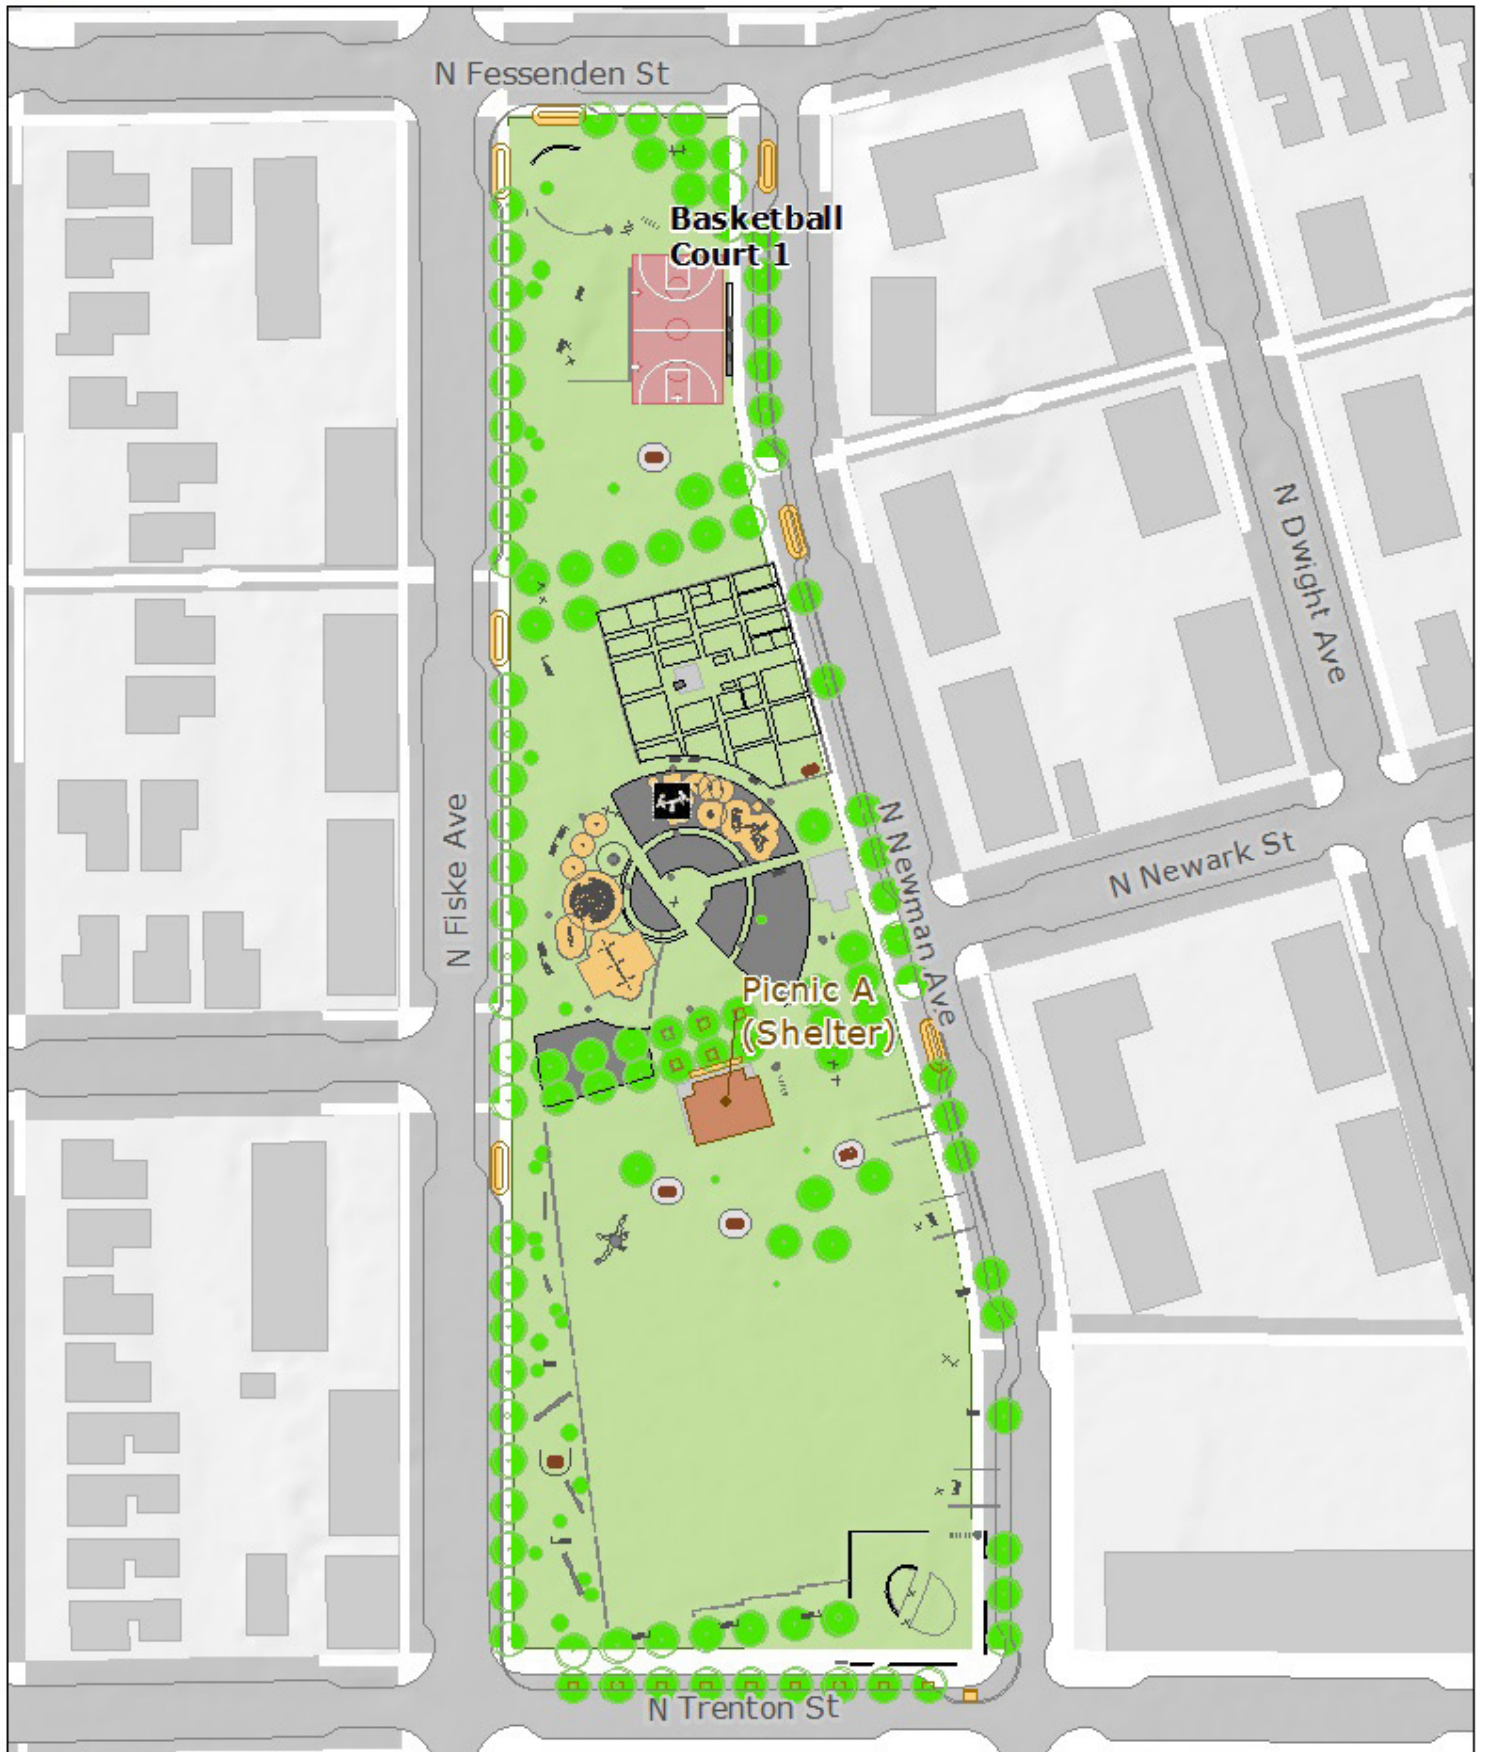 N Fessenden St
Basketball
Court 1
N Dwight Ave
N Fiske Ave
N Newman Ave
N Newark St
Picnic A
(Shelter)
N Trenton St